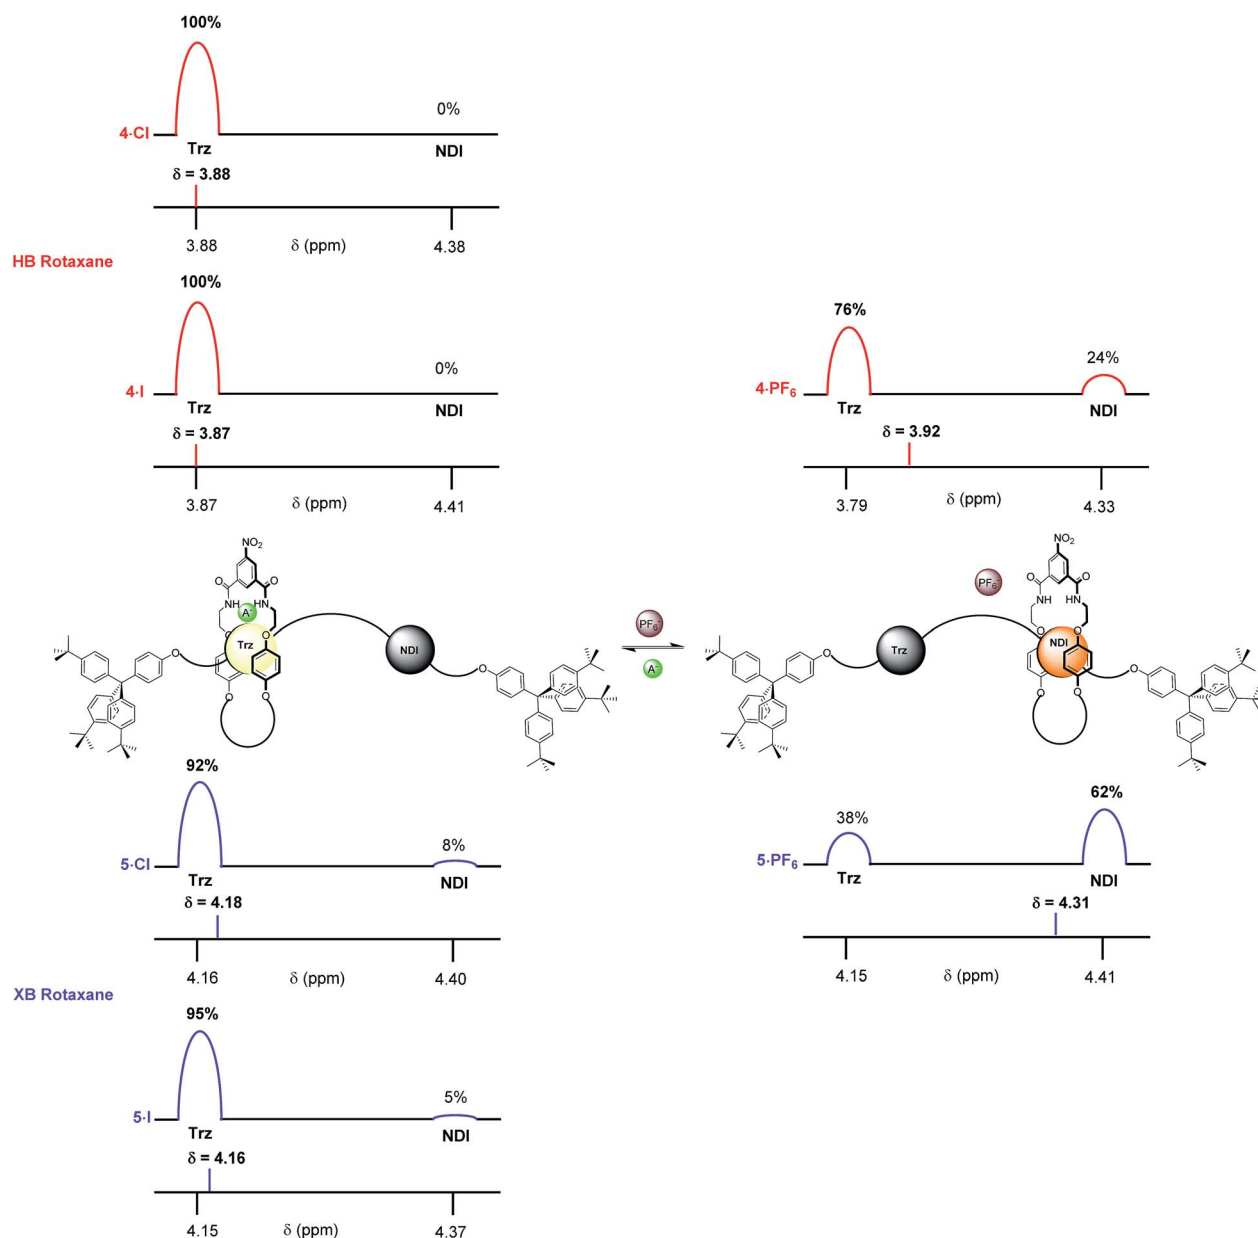 100%
0%
4·Cl
Trz
NDI
δ = 3.88
3.88
δ (ppm)
4.38
HB Rotaxane
100%
0%
4·I
Trz
NDI
δ = 3.87
3.87
δ (ppm)
4.41
76%
24%
4·PF₆
Trz
NDI
δ = 3.92
3.79
δ (ppm)
4.33
NO₂
O
O
NH
HN
A⁻
O
O
Trz
NDI
O
O
O
O
PF₆⁻
A⁻
NO₂
PF₆⁻
O
O
NH
HN
O
O
Trz
NDI
O
O
O
O
92%
8%
5·Cl
Trz
NDI
δ = 4.18
4.16
δ (ppm)
4.40
38%
62%
5·PF₆
Trz
NDI
δ = 4.31
4.15
δ (ppm)
4.41
XB Rotaxane
95%
5%
5·I
Trz
NDI
δ = 4.16
4.15
δ (ppm)
4.37